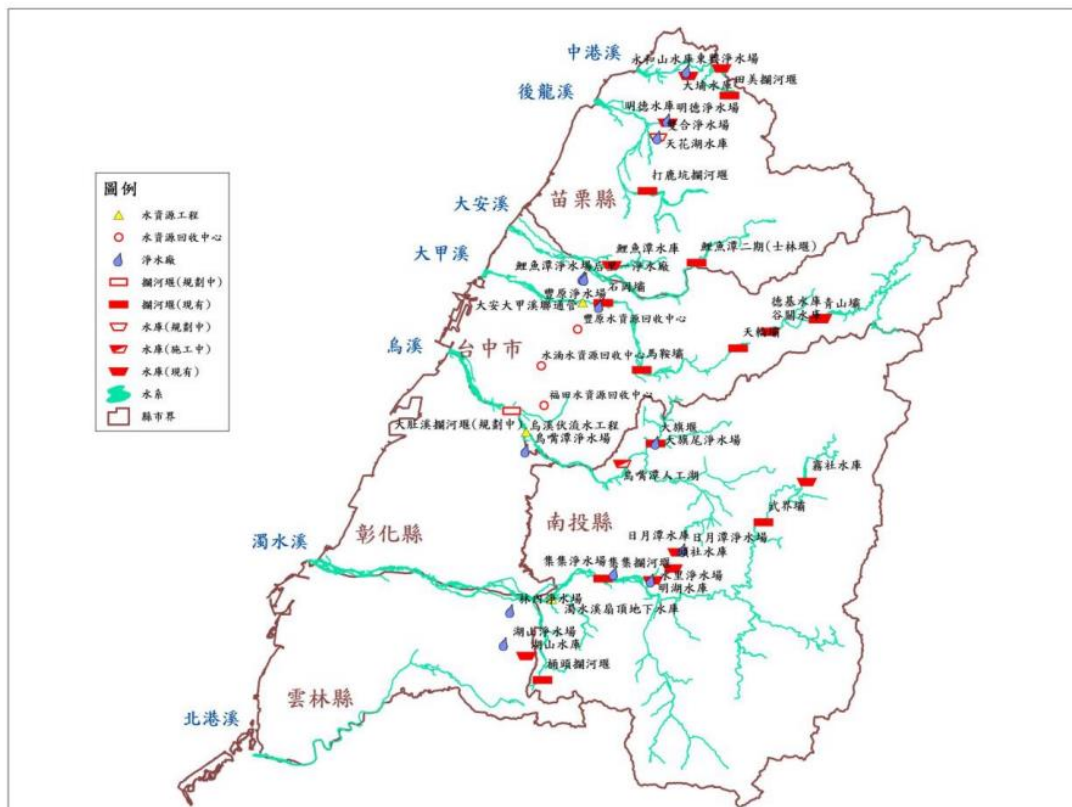 中港溪
永和山水庫
東興淨水場
大埔水庫
田美攔河堰
後龍溪
明德水庫
明德淨水場
雙合淨水場
天花湖水庫
打鹿坑攔河堰
苗栗縣
圖例
水資源工程
水資源回收中心
淨水廠
攔河堰(規劃中)
攔河堰(現有)
水庫(規劃中)
水庫(施工中)
水庫(現有)
水系
縣市界
大安溪
大甲溪
鯉魚潭水庫
鯉魚潭二期(士林堰)
鯉魚潭淨水場
后里一淨水廠
石岡壩
豐原淨水場
大安大甲溪聯通管
豐原水資源回收中心
德基水庫
青山壩
谷關水庫
天輪壩
馬鞍壩
烏溪
台中市
水湳水資源回收中心
福田水資源回收中心
大肚溪攔河堰(規劃中)
烏溪伏流水工程
烏嘴潭淨水場
大旗堰
大旗尾淨水場
鳥嘴潭人工湖
霧社水庫
武界壩
南投縣
彰化縣
濁水溪
日月潭水庫
日月潭淨水場
頭社水庫
集集淨水場
集集攔河堰
水里淨水場
明湖水庫
林內淨水場
濁水溪扇頂地下水庫
湖山淨水場
湖山水庫
桶頭攔河堰
雲林縣
北港溪